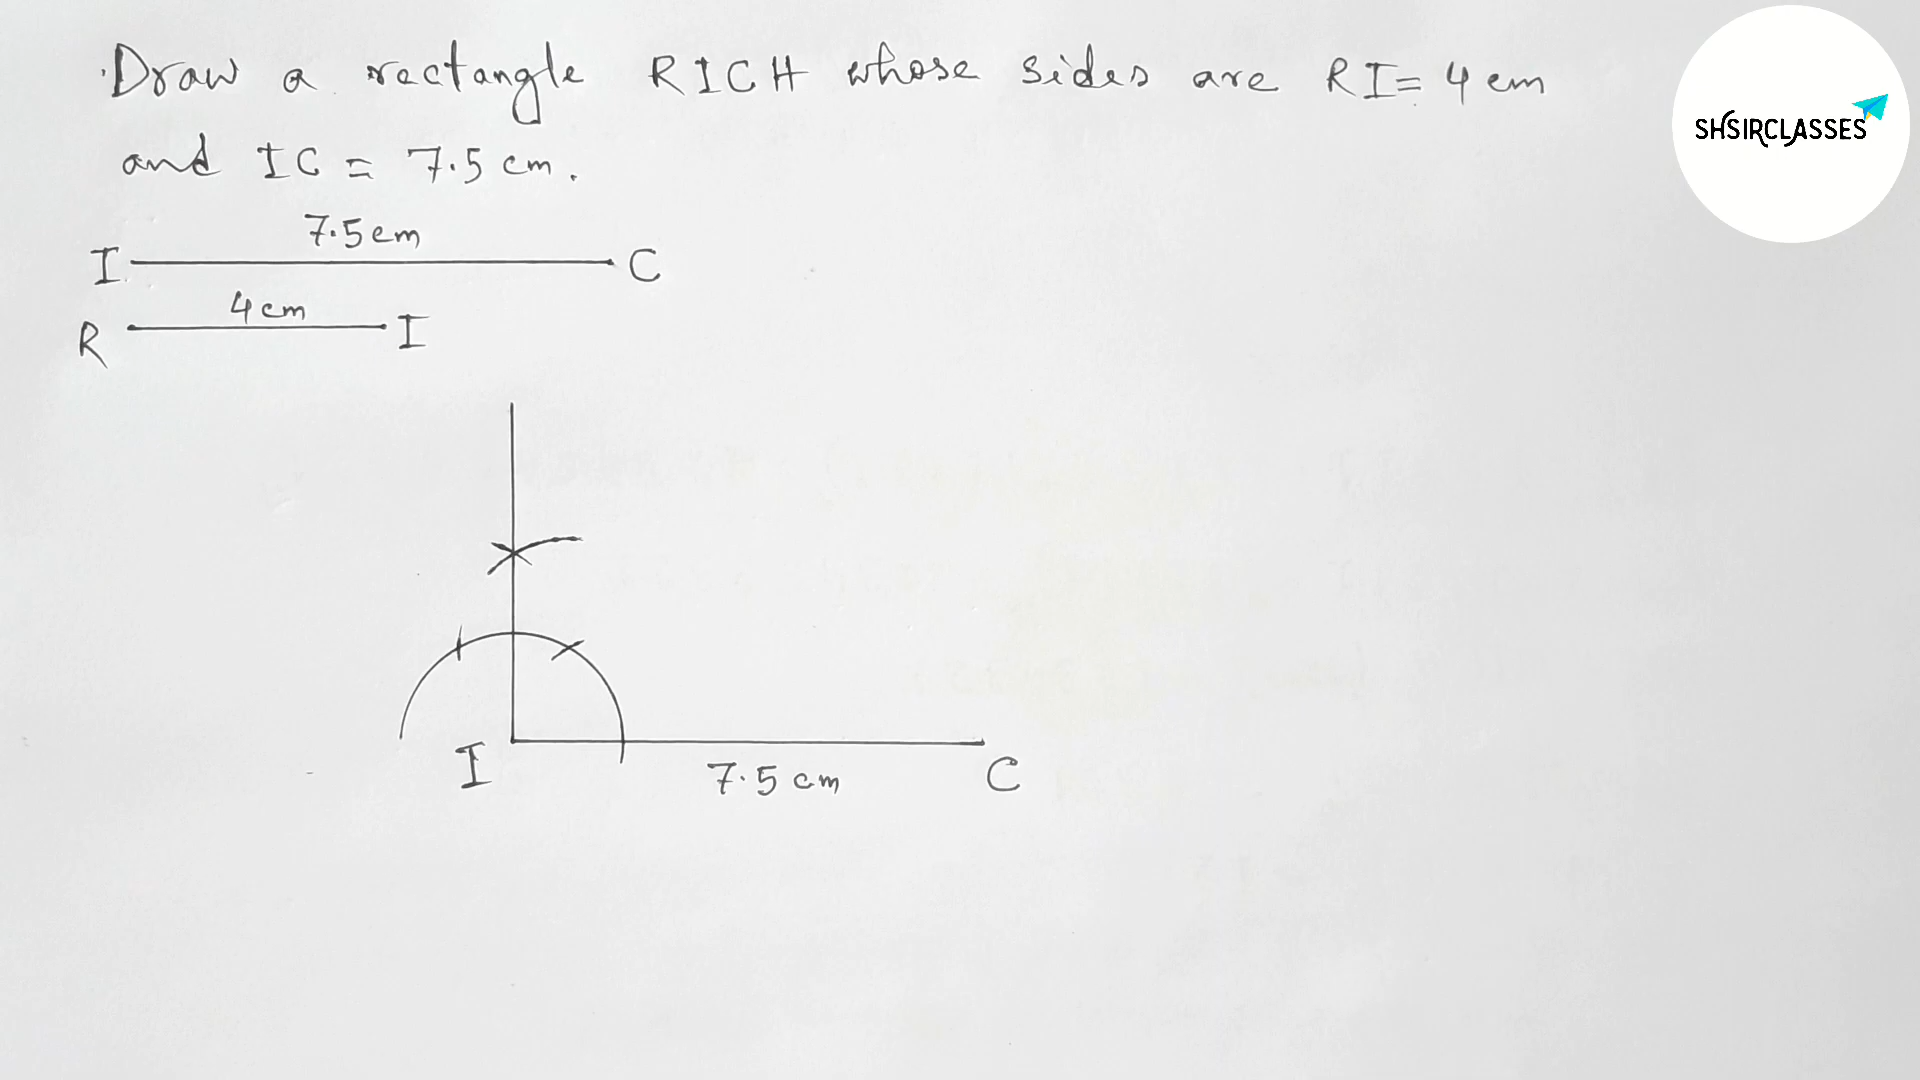 Draw a rectangle RICH whose sides are RI = 4 cm
and IC = 7.5 cm.
SHSIRCLASSES
7.5 cm
I C
4 cm
R I
I C
7.5 cm